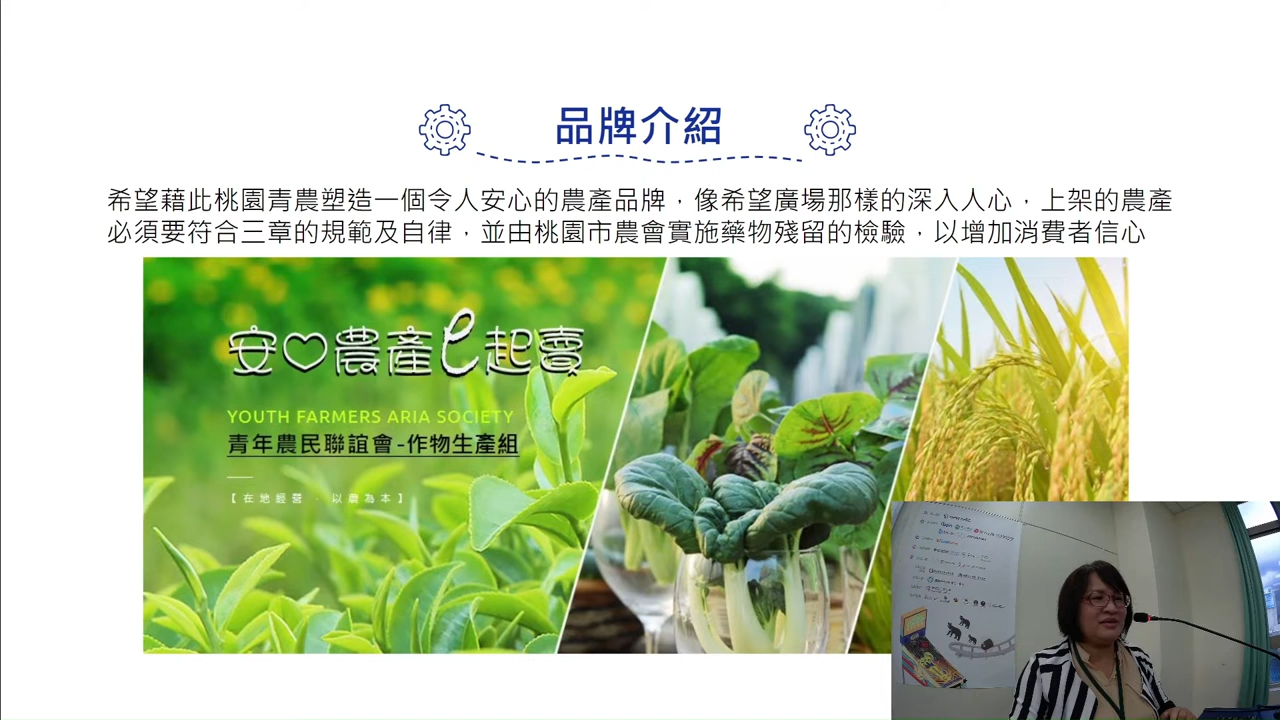 品牌介紹
希望藉此桃園青農塑造一個令人安心的農產品牌，像希望廣場那樣的深入人心，上架的農產
必須要符合三章的規範及自律，並由桃園市農會實施藥物殘留的檢驗，以增加消費者信心
安♡農產e起賣
YOUTH FARMERS ARIA SOCIETY
青年農民聯誼會-作物生產組
【在地經營 · 以農為本】